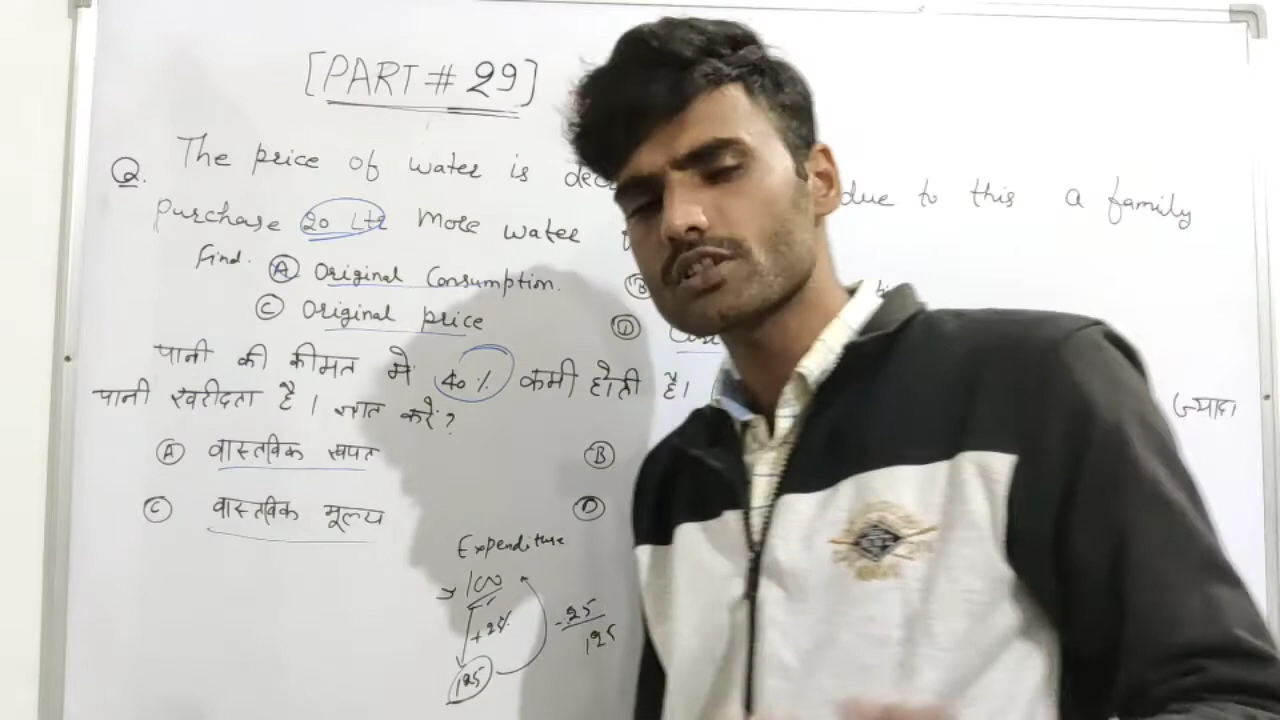 [PART # 29]
Q. The price of water is due to this a family
purchase 20 Ltr More water
find. (A) Original Consumption. (B)
(C) Original price (D)
पानी की कीमत में 40% कमी होती है। ज्यादा
पानी खरीदता है। ज्ञात करें?
(A) वास्तविक खपत (B)
(C) वास्तविक मूल्य (D)
Expenditure
100
+25%
125
-25
125